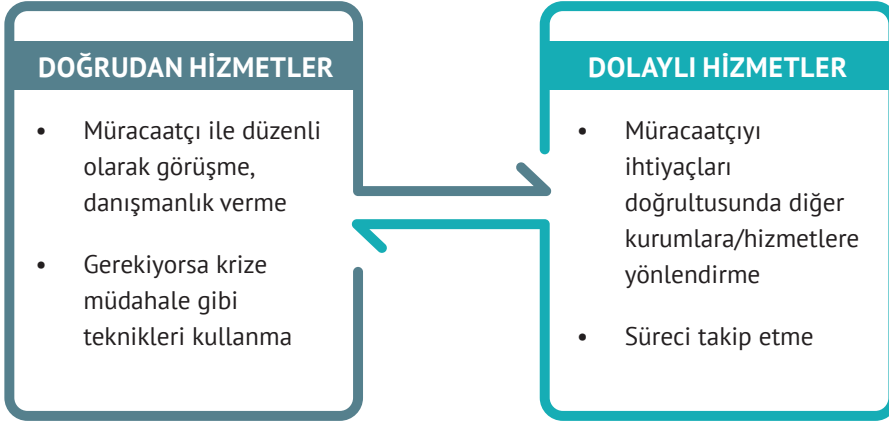 DOĞRUDAN HİZMETLER
• Müracaatçı ile düzenli
olarak görüşme,
danışmanlık verme
• Gerekiyorsa krize
müdahale gibi
teknikleri kullanma
DOLAYLI HİZMETLER
• Müracaatçıyı
ihtiyaçları
doğrultusunda diğer
kurumlara/hizmetlere
yönlendirme
• Süreci takip etme